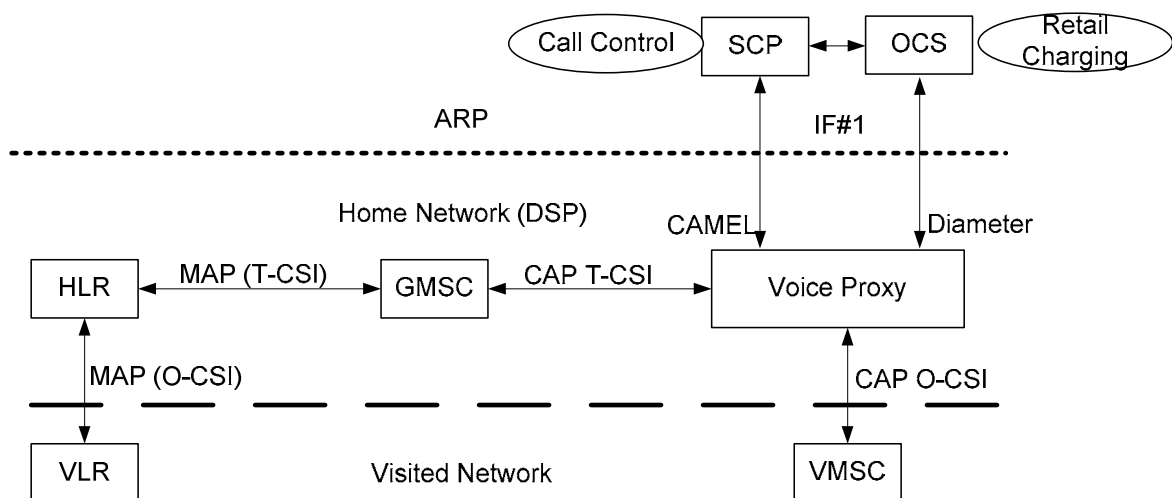 Call Control
SCP
OCS
Retail
Charging
ARP
IF#1
Home Network (DSP)
CAMEL
Diameter
HLR
MAP (T-CSI)
GMSC
CAP T-CSI
Voice Proxy
MAP (O-CSI)
CAP O-CSI
VLR
Visited Network
VMSC